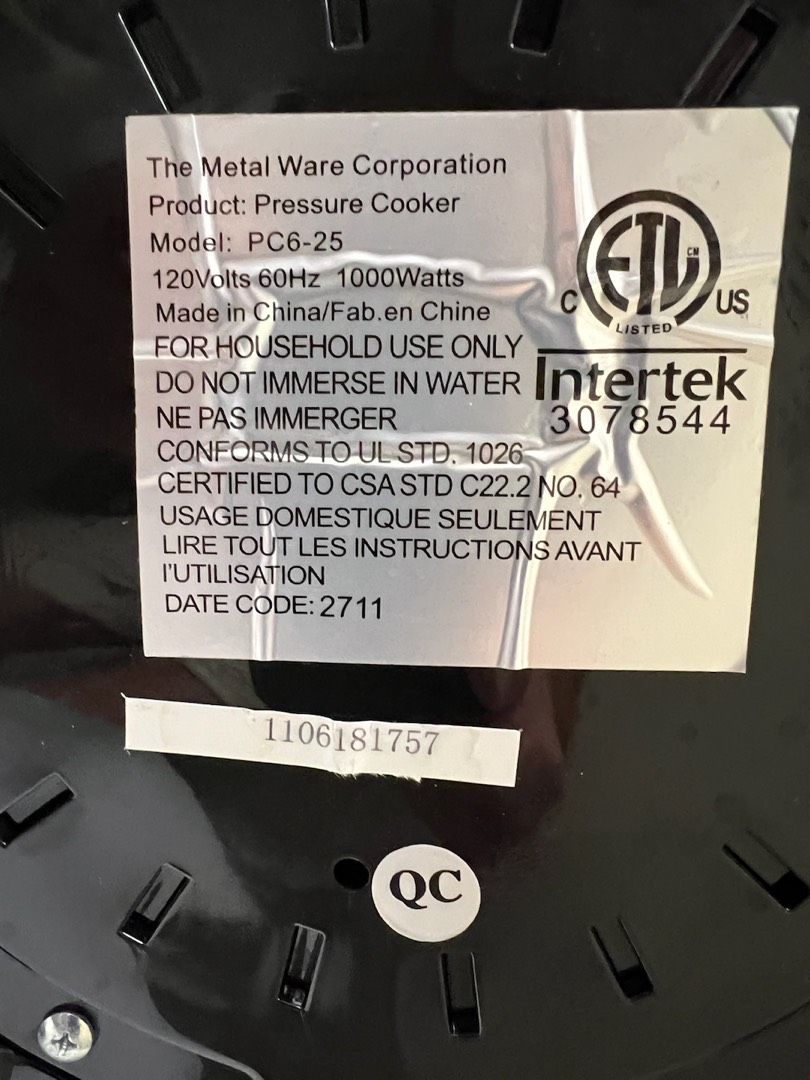 The Metal Ware Corporation
Product: Pressure Cooker
Model: PC6-25
120Volts 60Hz 1000Watts
Made in China/Fab.en Chine
FOR HOUSEHOLD USE ONLY
DO NOT IMMERSE IN WATER
NE PAS IMMERGER
CONFORMS TO UL STD. 1026
CERTIFIED TO CSA STD C22.2 NO. 64
USAGE DOMESTIQUE SEULEMENT
LIRE TOUT LES INSTRUCTIONS AVANT
l'UTILISATION
DATE CODE: 2711
ETL CM
C US
LISTED
Intertek
3078544
1106181757
QC